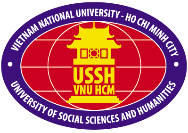 VIETNAM NATIONAL UNIVERSITY - HO CHI MINH CITY
USSH
VNU HCM
UNIVERSITY OF SOCIAL SCIENCES AND HUMANITIES